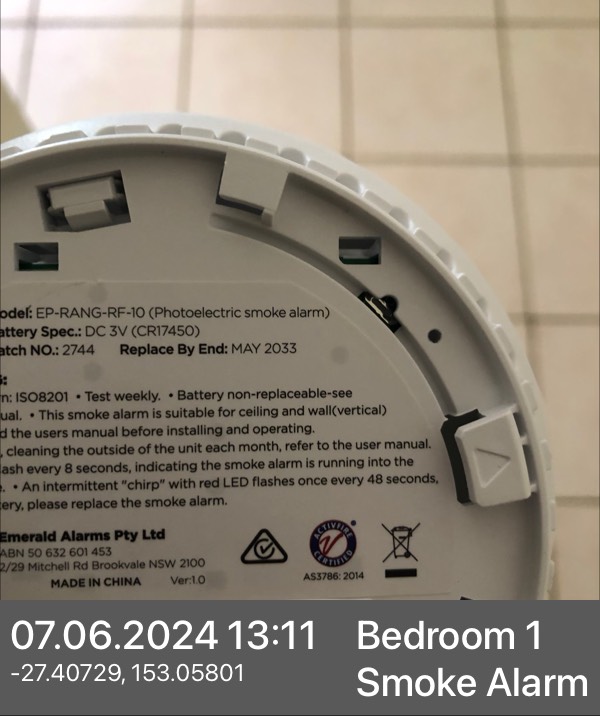 odel: EP-RANG-RF-10 (Photoelectric smoke alarm)
attery Spec.: DC 3V (CR17450)
atch NO.: 2744 Replace By End: MAY 2033
s:
rn: ISO8201 • Test weekly. • Battery non-replaceable-see
ual. • This smoke alarm is suitable for ceiling and wall(vertical)
d the users manual before installing and operating.
, cleaning the outside of the unit each month, refer to the user manual.
lash every 8 seconds, indicating the smoke alarm is running into the
e. • An intermittent "chirp" with red LED flashes once every 48 seconds,
tery, please replace the smoke alarm.
Emerald Alarms Pty Ltd
ABN 50 632 601 453
2/29 Mitchell Rd Brookvale NSW 2100
MADE IN CHINA Ver:1.0
ACTIVFIRE
CERTIFIED
AS3786: 2014
07.06.2024 13:11
-27.40729, 153.05801
Bedroom 1
Smoke Alarm